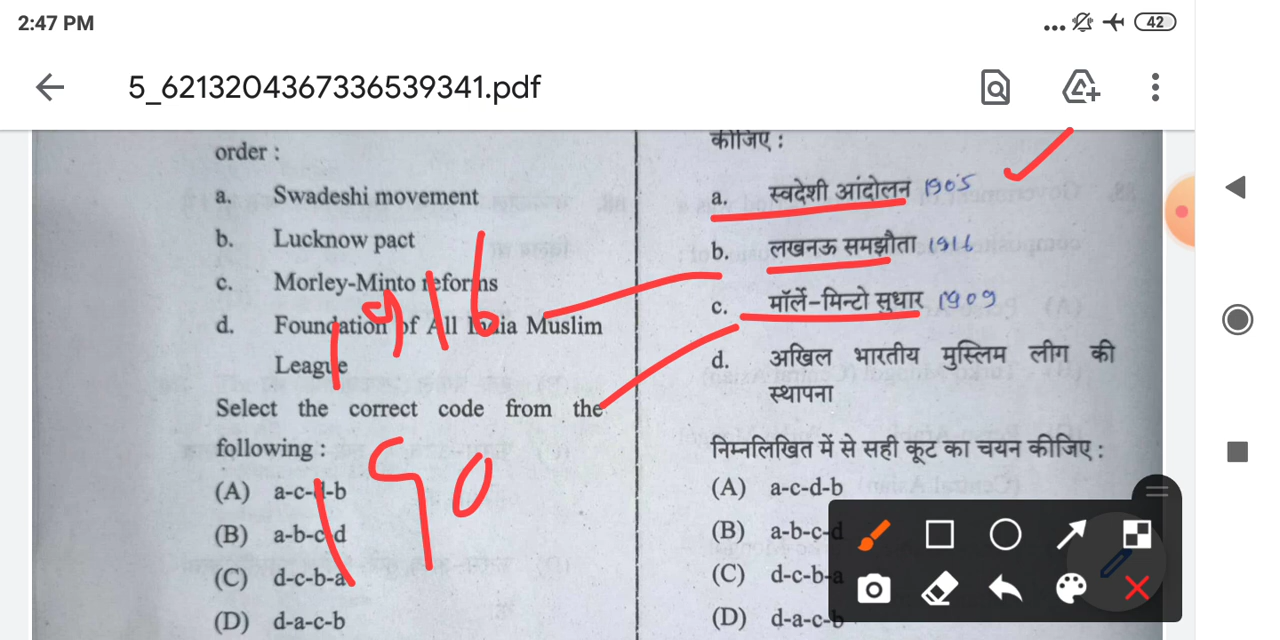 2:47 PM
42
5_6213204367336539341.pdf
order :
a. Swadeshi movement
b. Lucknow pact
c. Morley-Minto reforms
d. Foundation of All India Muslim
League
Select the correct code from the
following :
(A) a-c-d-b
(B) a-b-c-d
(C) d-c-b-a
(D) d-a-c-b
1916
190
कीजिए :
a. स्वदेशी आंदोलन 1905
b. लखनऊ समझौता 1916
c. मॉर्ले-मिन्टो सुधार 1909
d. अखिल भारतीय मुस्लिम लीग की
स्थापना
निम्नलिखित में से सही कूट का चयन कीजिए :
(A) a-c-d-b
(B) a-b-c-d
(C) d-c-b-a
(D) d-a-c-b